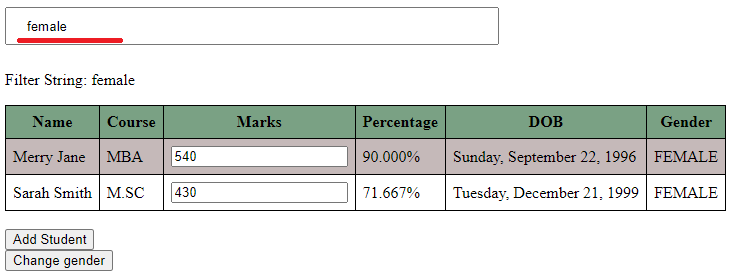 female
Filter String: female
Name Course Marks Percentage DOB Gender
Merry Jane MBA 540 90.000% Sunday, September 22, 1996 FEMALE
Sarah Smith M.SC 430 71.667% Tuesday, December 21, 1999 FEMALE
Add Student
Change gender